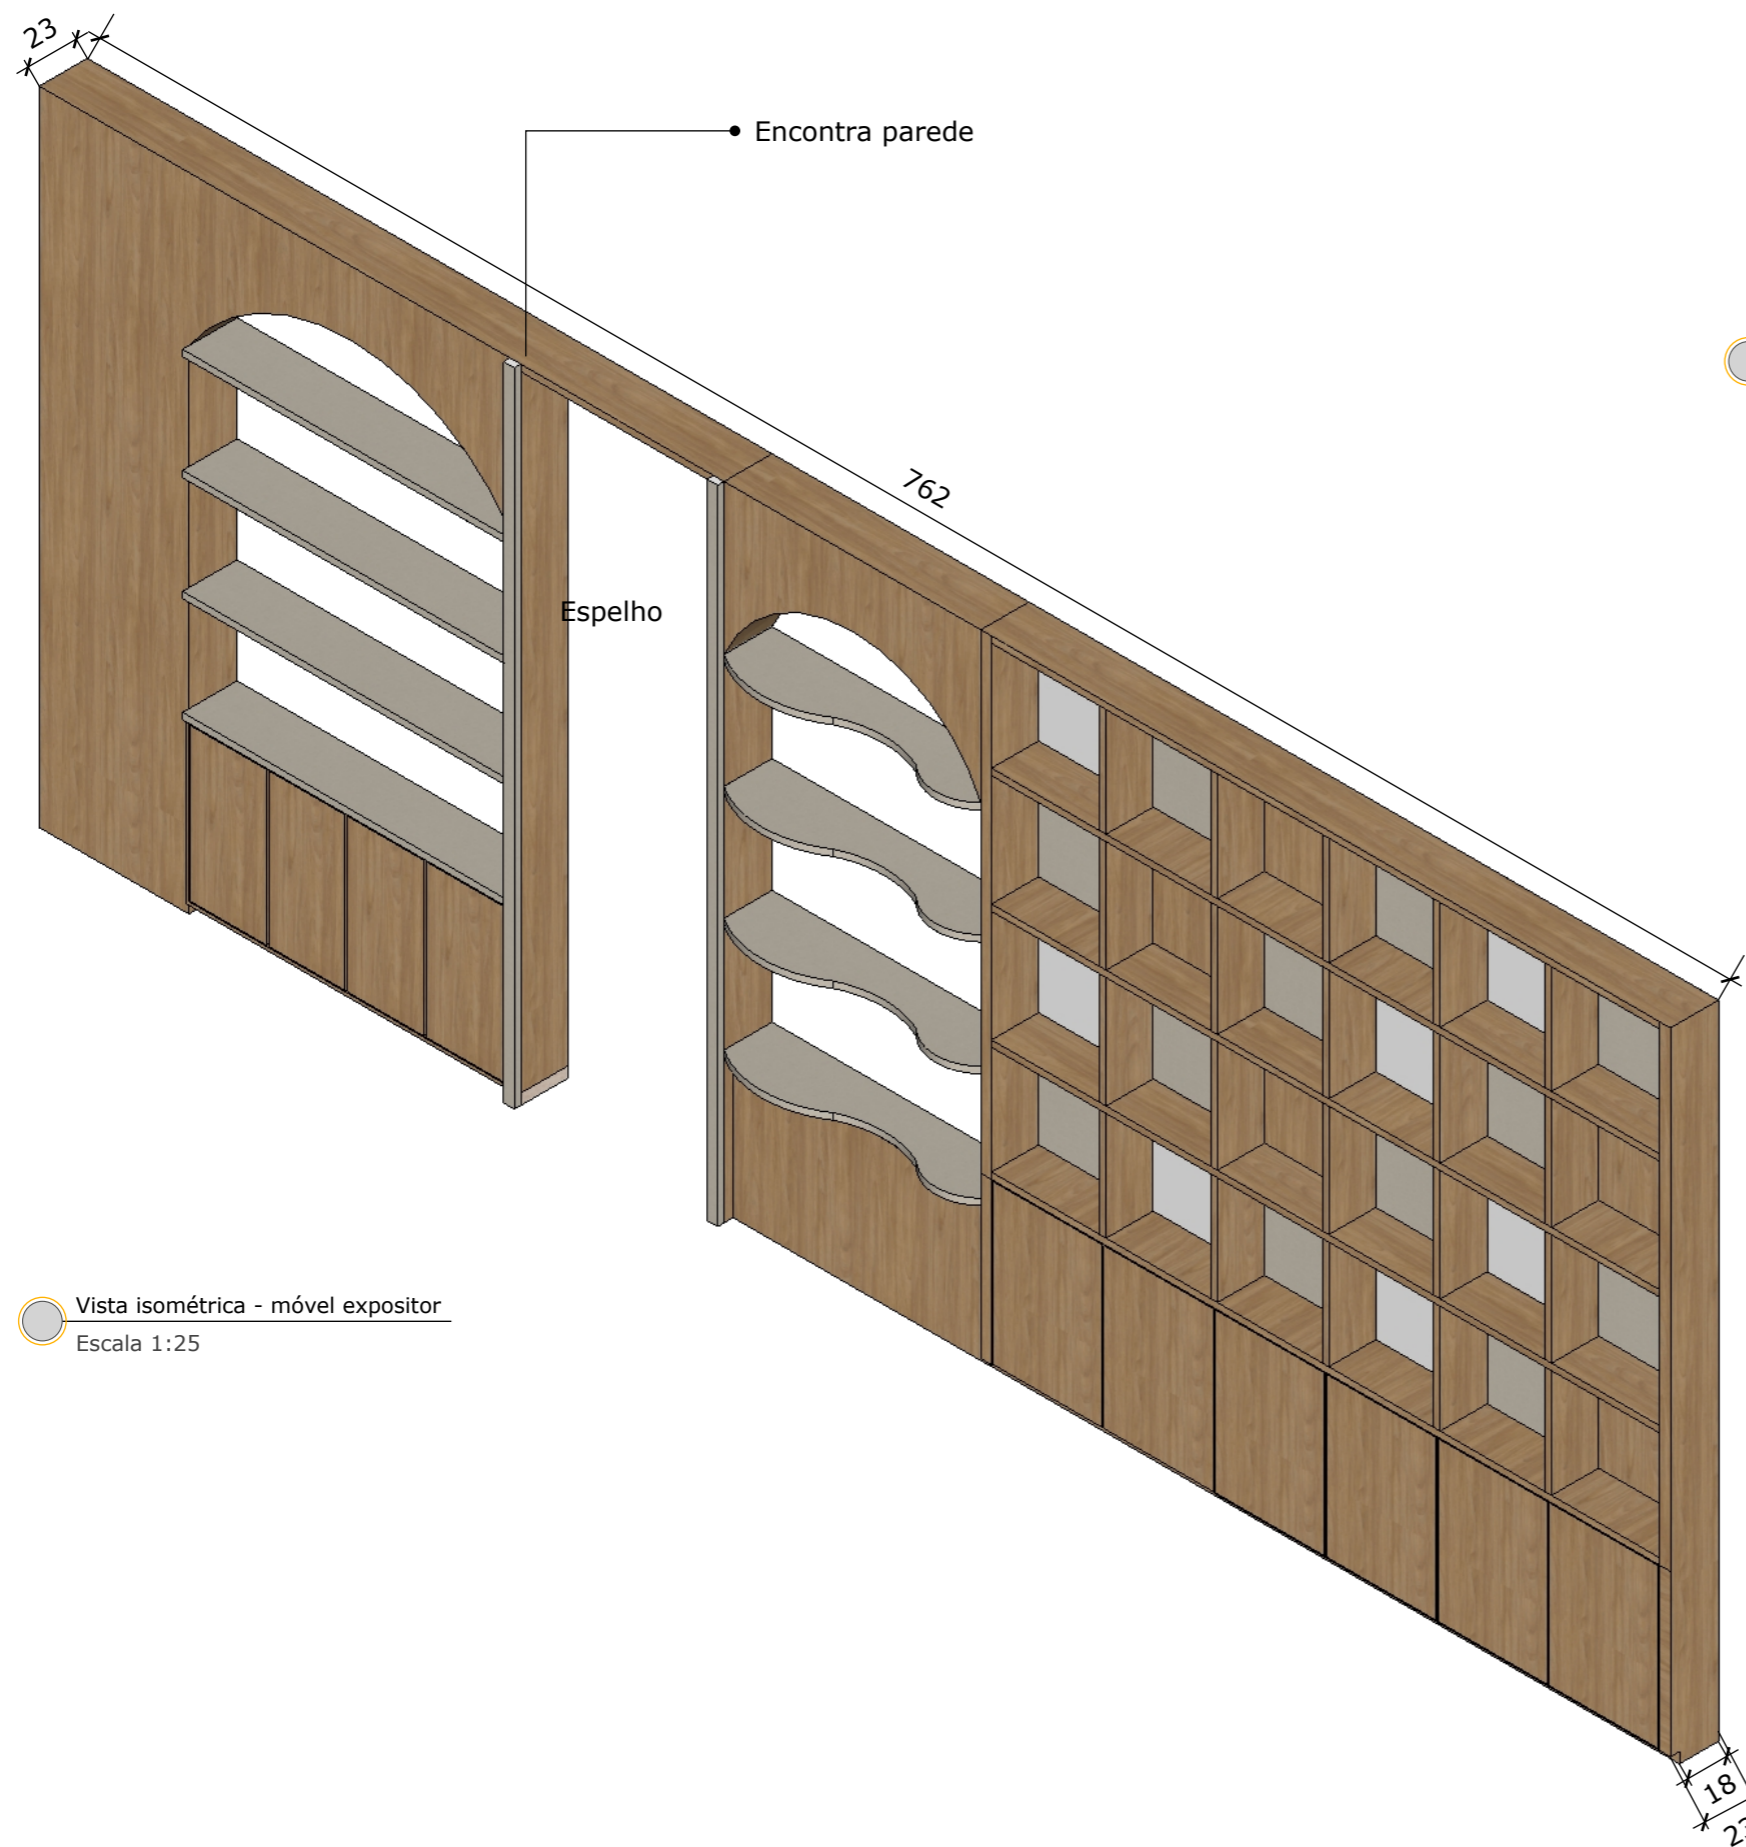 23
Encontra parede
762
Espelho
Vista isométrica - móvel expositor
Escala 1:25
18